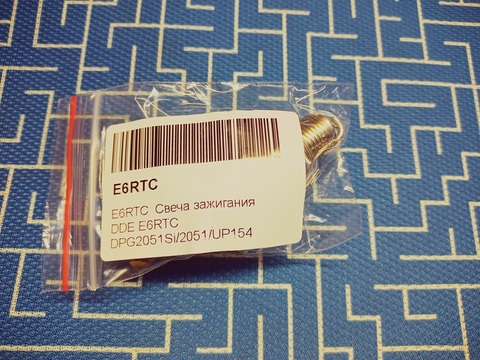 E6RTC
E6RTC Свеча зажигания
DDE E6RTC
DPG2051Si/2051/UP154